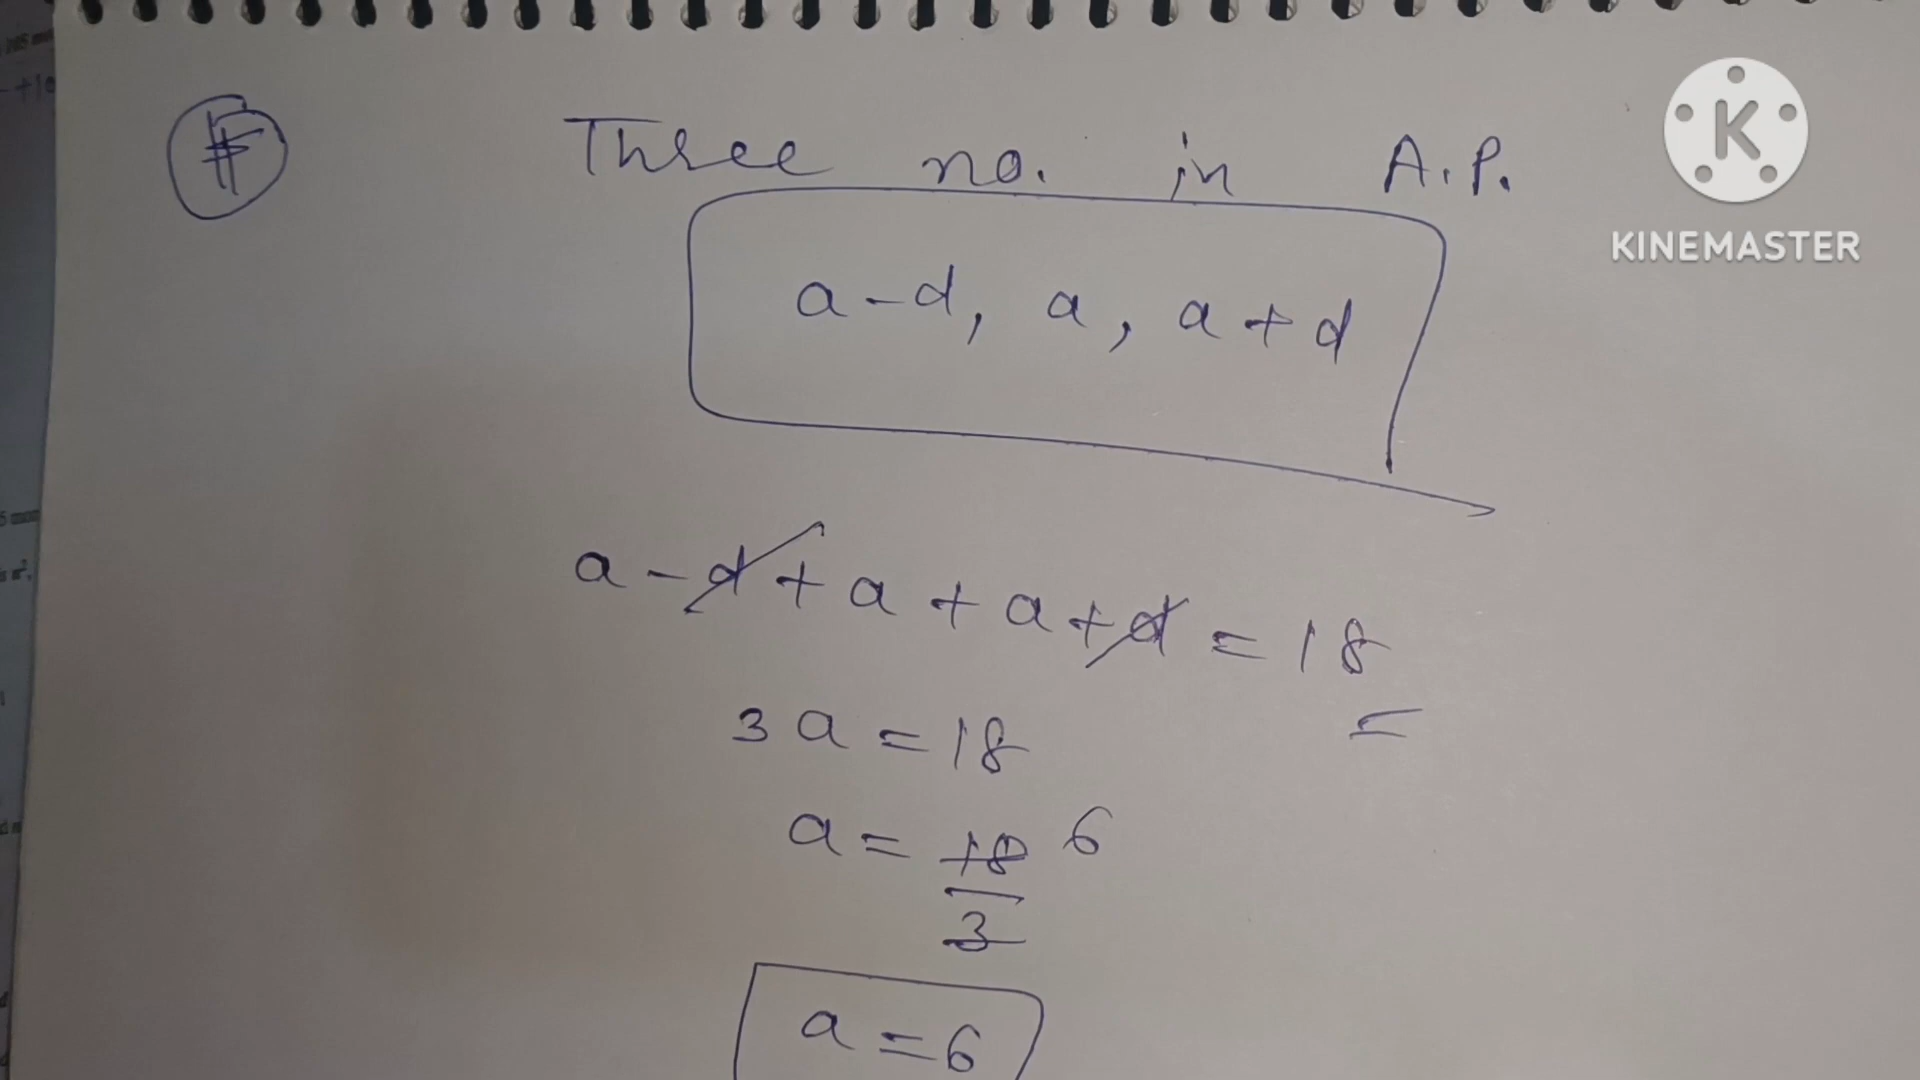 #
Three no. in A.P.
K
KINEMASTER
a-d, a, a+d
a - d + a + a + d = 18
3a = 18
a = 18 6
3
a = 6